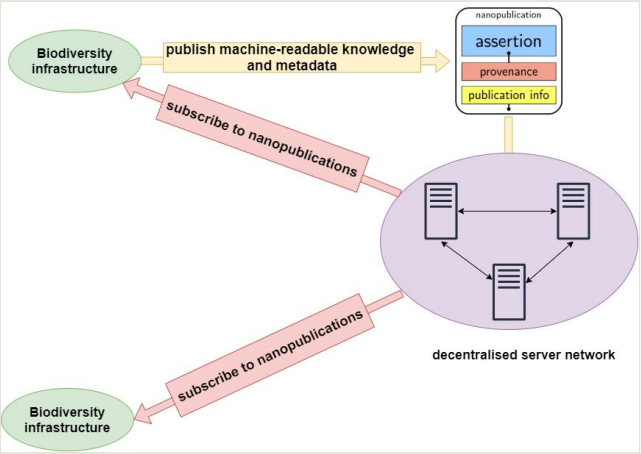 nanopublication
Biodiversity
infrastructure
publish machine-readable knowledge
and metadata
assertion
provenance
publication info
subscribe to nanopublications
decentralised server network
subscribe to nanopublications
Biodiversity
infrastructure